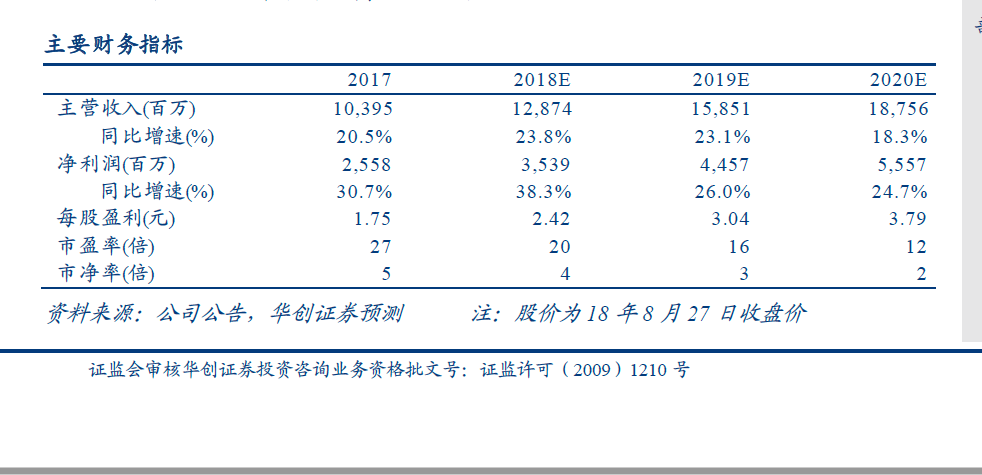 主要财务指标
2017 2018E 2019E 2020E
主营收入(百万) 10,395 12,874 15,851 18,756
同比增速(%) 20.5% 23.8% 23.1% 18.3%
净利润(百万) 2,558 3,539 4,457 5,557
同比增速(%) 30.7% 38.3% 26.0% 24.7%
每股盈利(元) 1.75 2.42 3.04 3.79
市盈率(倍) 27 20 16 12
市净率(倍) 5 4 3 2
资料来源：公司公告，华创证券预测 注：股价为 18 年 8 月 27 日收盘价
证监会审核华创证券投资咨询业务资格批文号：证监许可（2009）1210 号